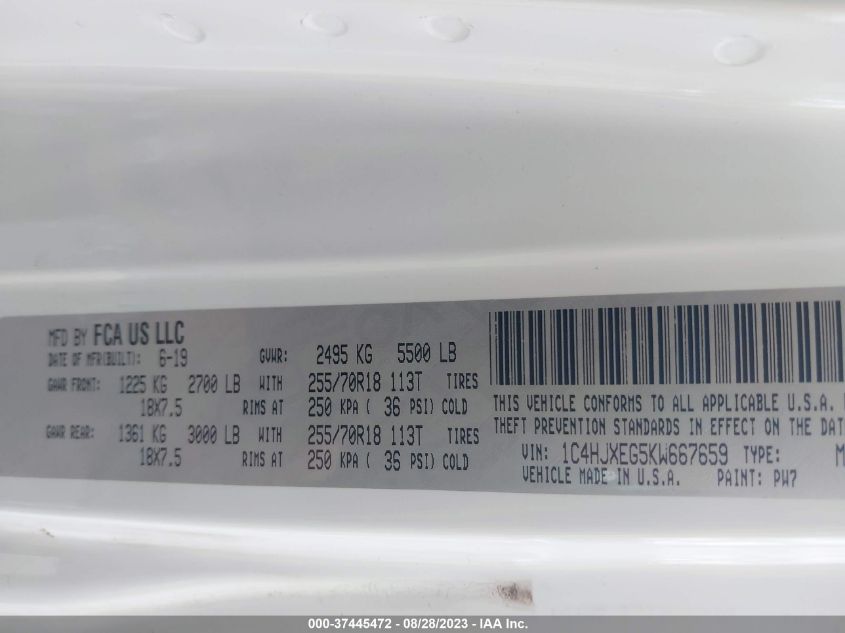 MFD BY FCA US LLC
DATE OF MFR(BUILT): 6-19 GVWR: 2495 KG 5500 LB
GAWR FRONT: 1225 KG 2700 LB WITH 255/70R18 113T TIRES
18X7.5 RIMS AT 250 KPA ( 36 PSI) COLD
GAWR REAR: 1361 KG 3000 LB WITH 255/70R18 113T TIRES
18X7.5 RIMS AT 250 KPA ( 36 PSI) COLD
THIS VEHICLE CONFORMS TO ALL APPLICABLE U.S.A.
THEFT PREVENTION STANDARDS IN EFFECT ON THE DAT
VIN: 1C4HJXEG5KW667659 TYPE: M
VEHICLE MADE IN U.S.A. PAINT: PW7
000-37445472 - 08/28/2023 - IAA Inc.